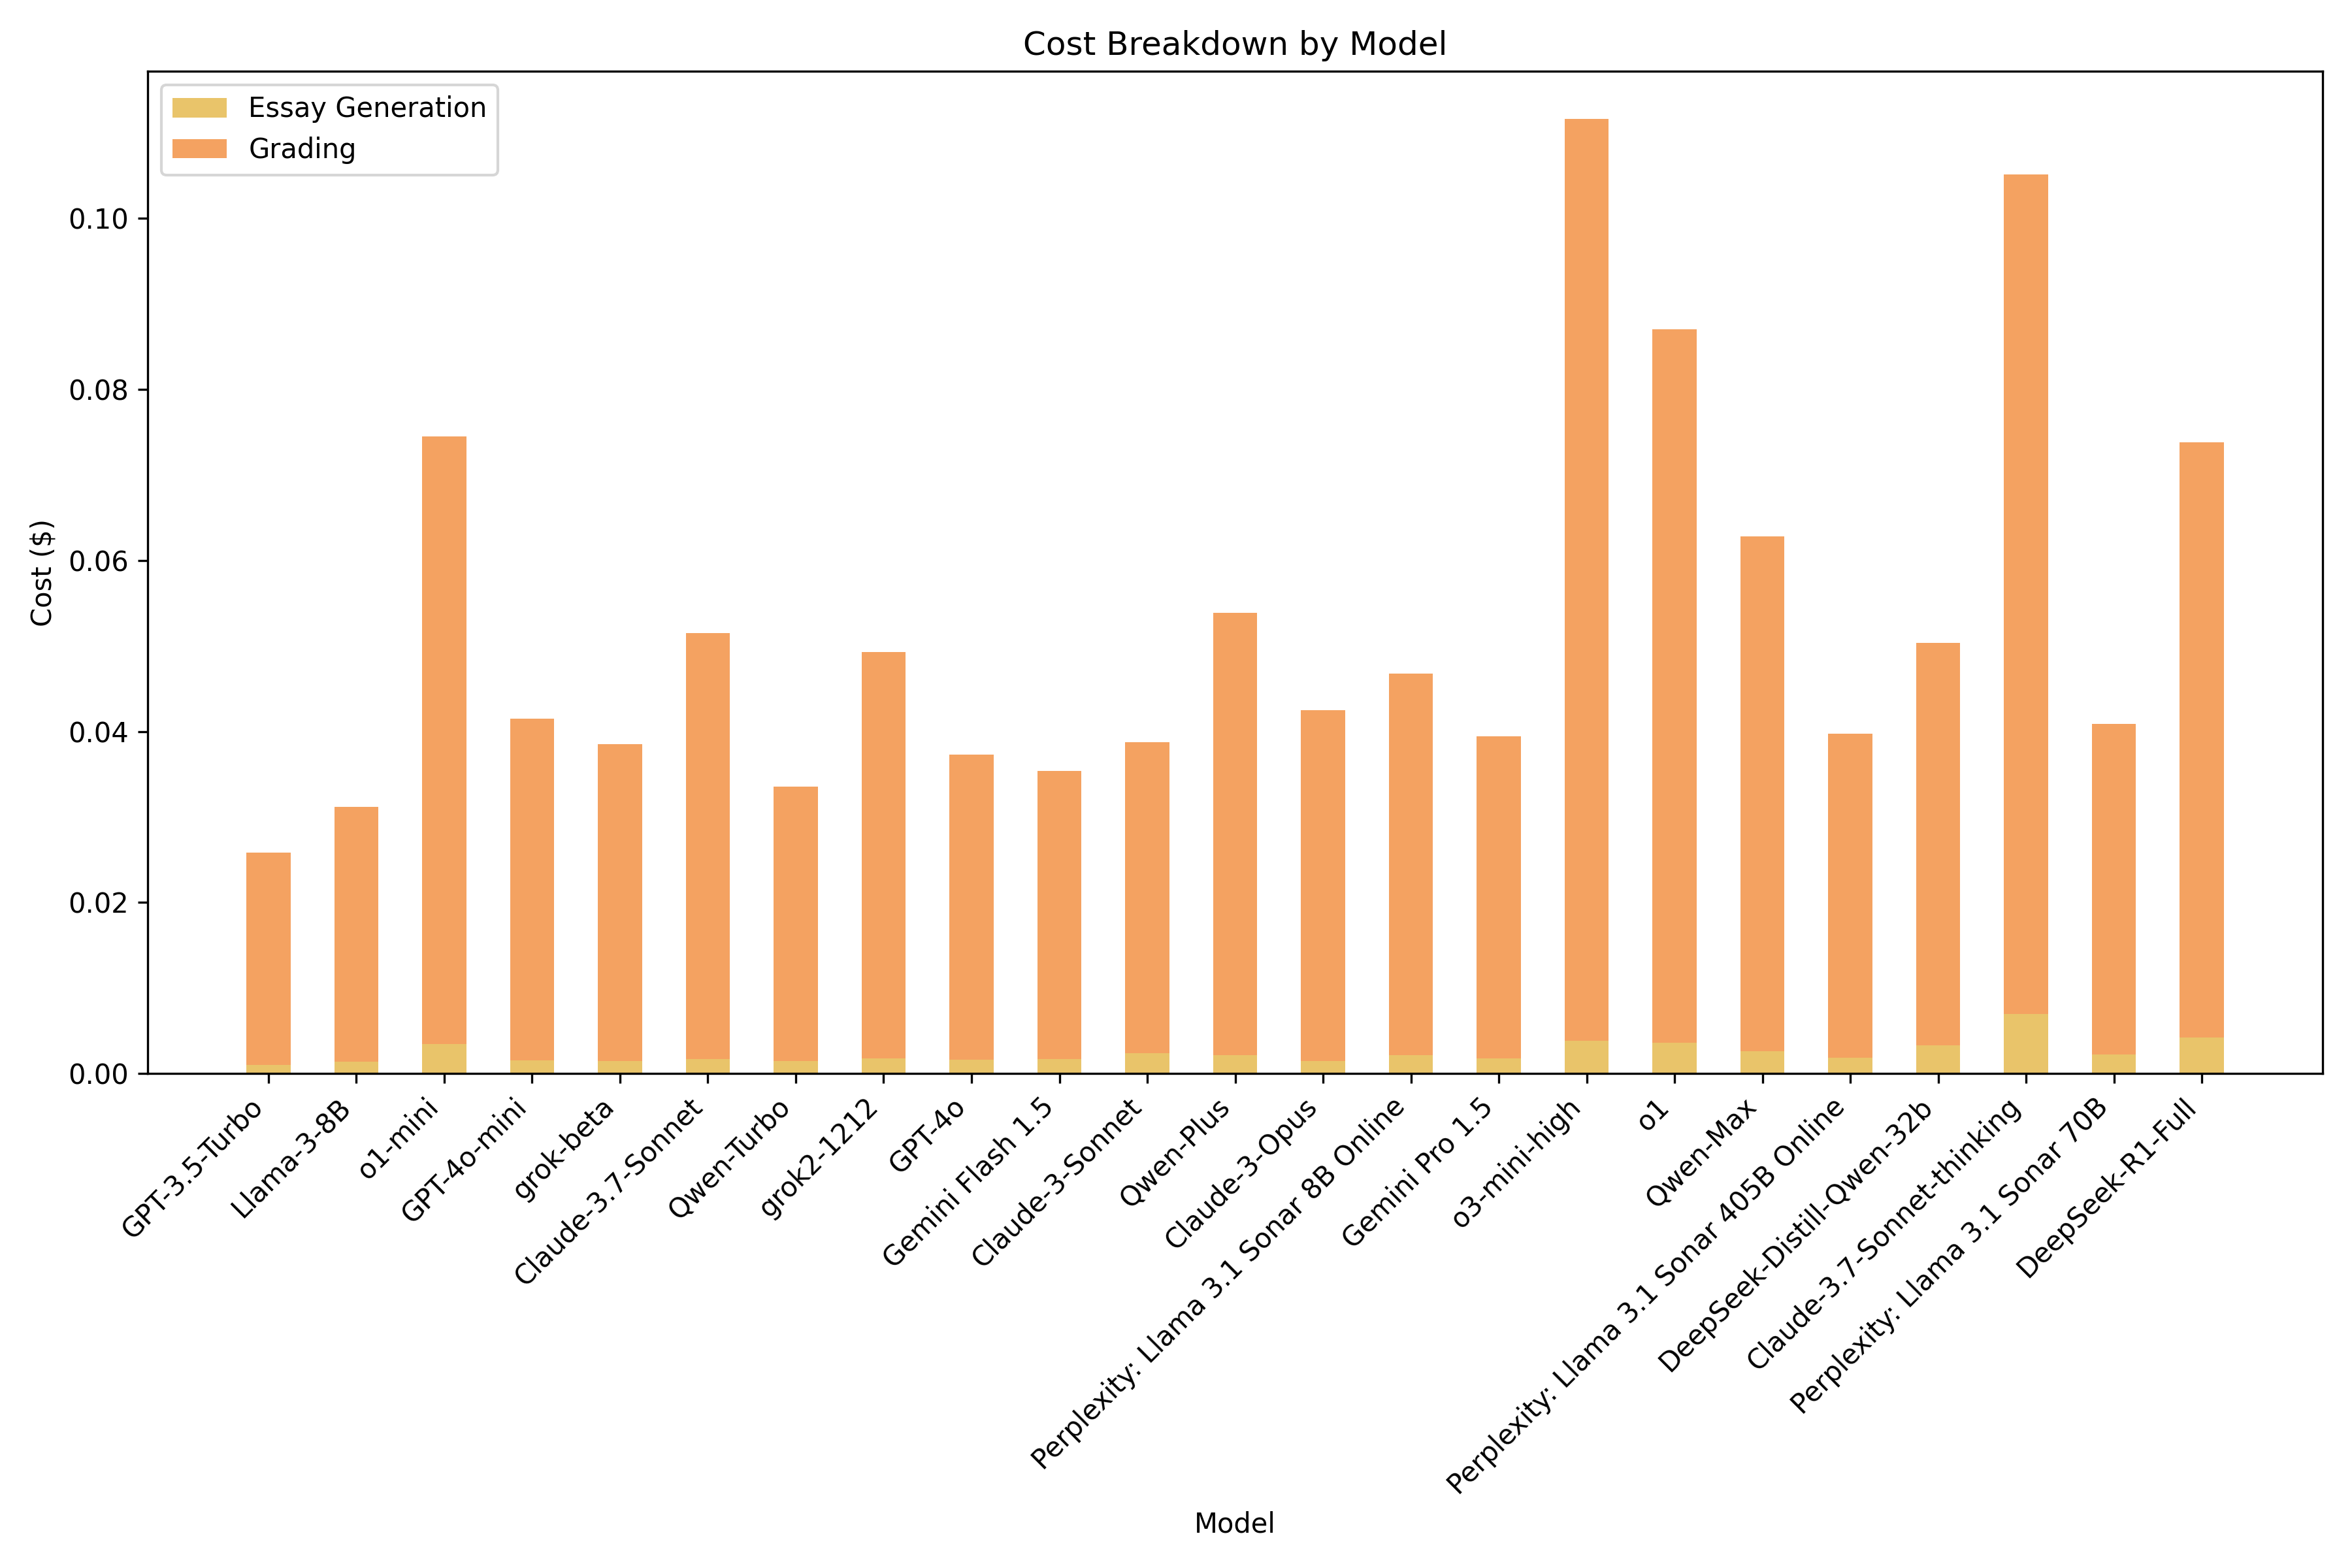 Cost Breakdown by Model
Essay Generation
Grading
Cost ($)
0.10
0.08
0.06
0.04
0.02
0.00
GPT-3.5-Turbo
Llama-3-8B
o1-mini
GPT-4o-mini
grok-beta
Claude-3.7-Sonnet
Qwen-Turbo
grok2-1212
GPT-4o
Gemini Flash 1.5
Claude-3-Sonnet
Qwen-Plus
Claude-3-Opus
Perplexity: Llama 3.1 Sonar 8B Online
Gemini Pro 1.5
o3-mini-high
o1
Qwen-Max
Perplexity: Llama 3.1 Sonar 405B Online
DeepSeek-Distill-Qwen-32b
Claude-3.7-Sonnet-thinking
Perplexity: Llama 3.1 Sonar 70B
DeepSeek-R1-Full
Model